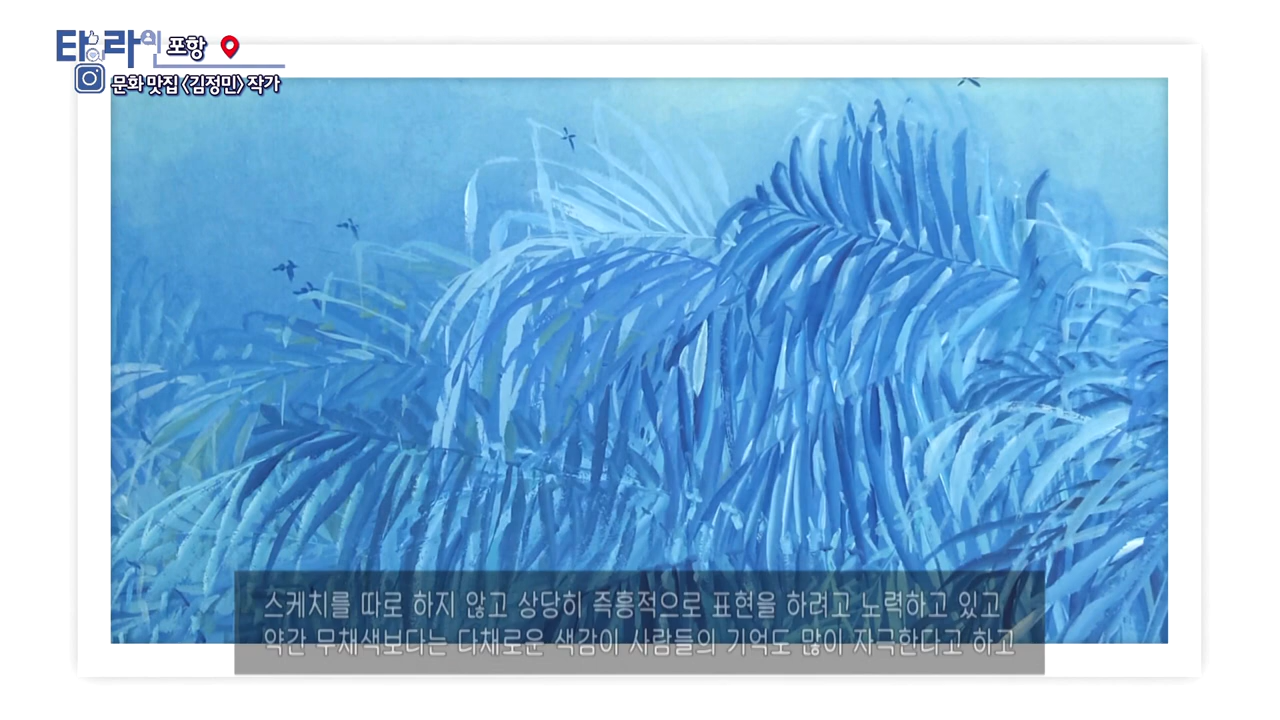 타라의 포항
문화 맛집 <김정민> 작가
스케치를 따로 하지 않고 상당히 즉흥적으로 표현을 하려고 노력하고 있고
약간 무채색보다는 다채로운 색감이 사람들의 기억도 많이 자극한다고 하고